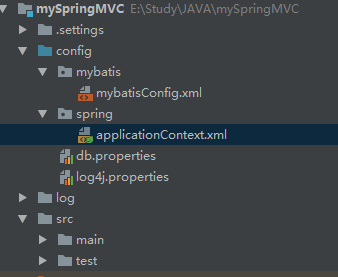 mySpringMVC E:\Study\JAVA\mySpringMVC
.settings
config
mybatis
mybatisConfig.xml
spring
applicationContext.xml
db.properties
log4j.properties
log
src
main
test